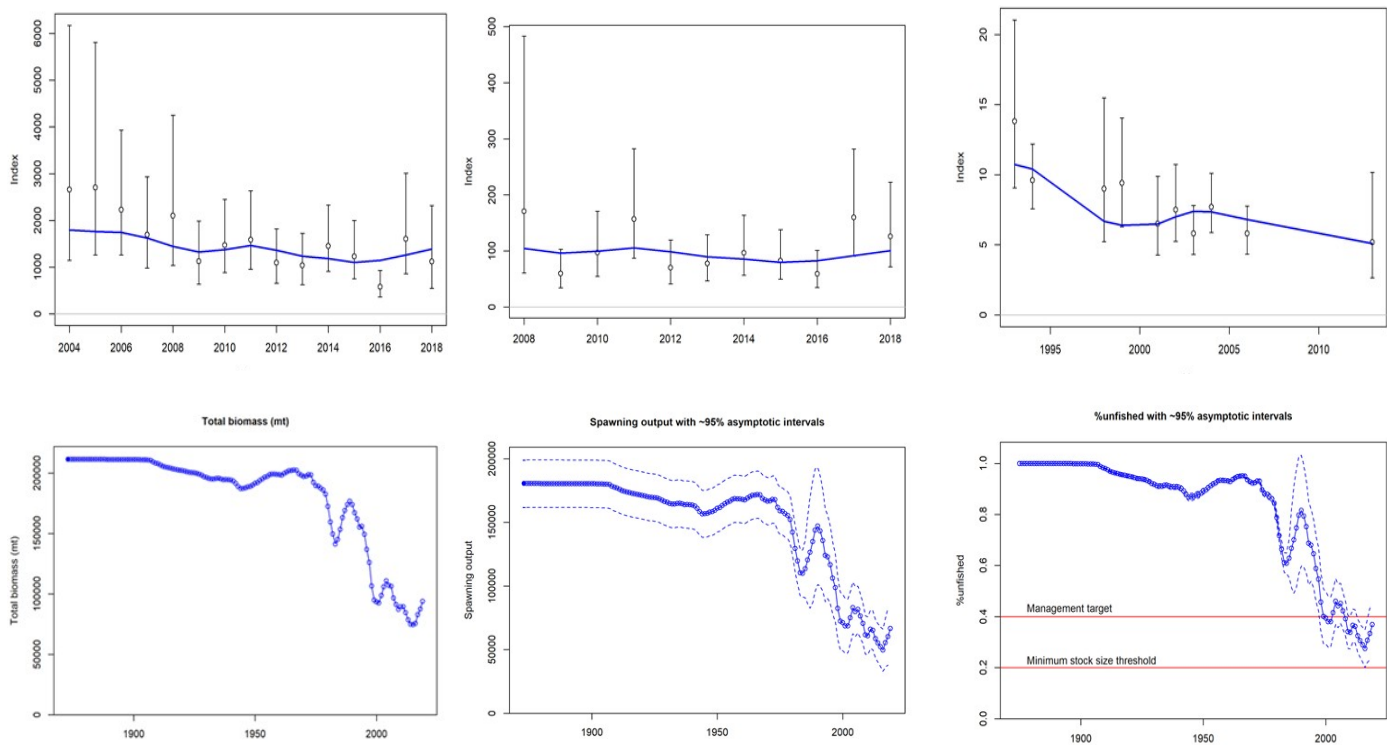 Index
0
1000
2000
3000
4000
5000
6000
2004 2006 2008 2010 2012 2014 2016 2018
Index
0
100
200
300
400
500
2008 2010 2012 2014 2016 2018
Index
0
5
10
15
20
1995 2000 2005 2010
Total biomass (mt)
Total biomass (mt)
0
50000
100000
150000
200000
1900 1950 2000
Spawning output with ~95% asymptotic intervals
Spawning output
0
50000
100000
150000
200000
1900 1950 2000
%unfished with ~95% asymptotic intervals
%unfished
0.0
0.2
0.4
0.6
0.8
1.0
Management target
Minimum stock size threshold
1900 1950 2000